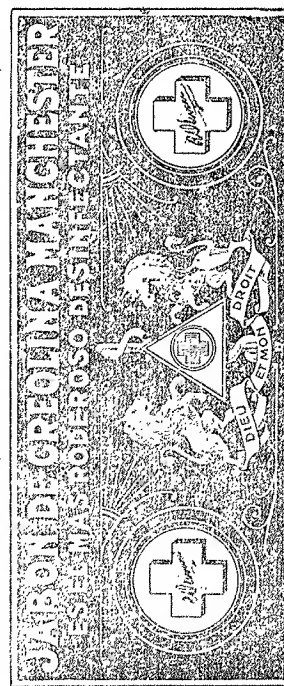 JABON DE CREOLINA MANCHESTER
ES EL MAS PODEROSO DESINFECTANTE
DIEU
ET MON
DROIT